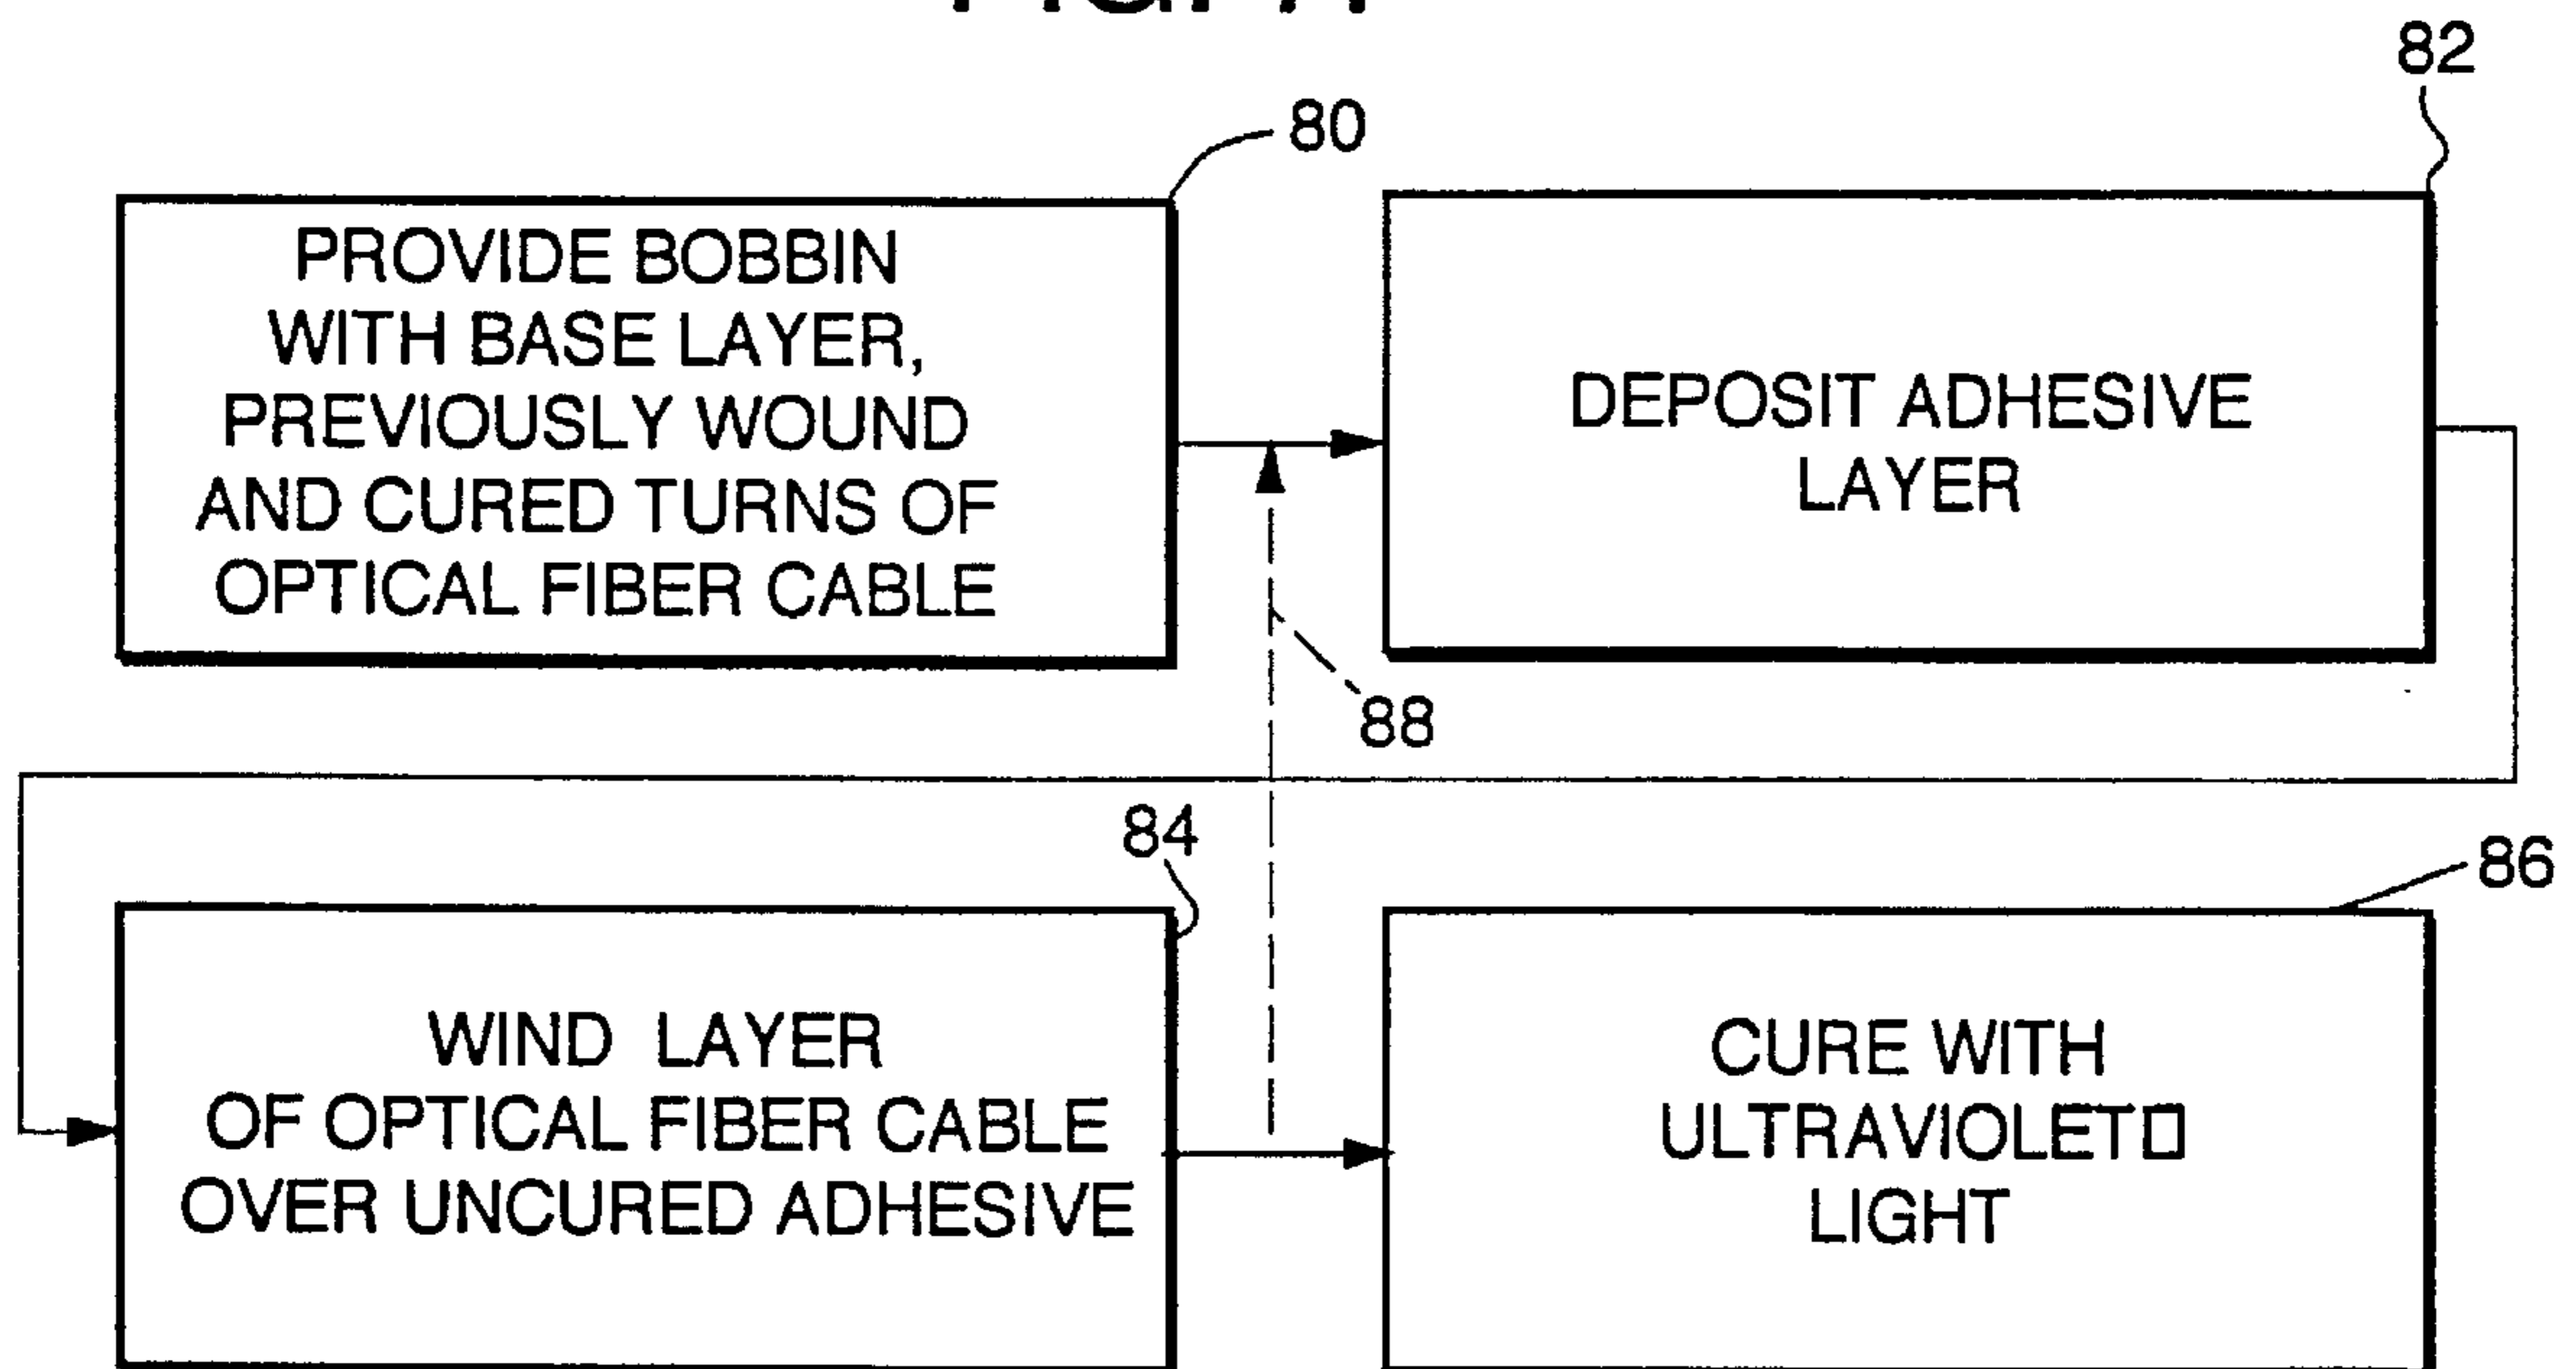 80
82
PROVIDE BOBBIN
WITH BASE LAYER,
PREVIOUSLY WOUND
AND CURED TURNS OF
OPTICAL FIBER CABLE
DEPOSIT ADHESIVE
LAYER
88
84
86
WIND LAYER
OF OPTICAL FIBER CABLE
OVER UNCURED ADHESIVE
CURE WITH
ULTRAVIOLET□
LIGHT